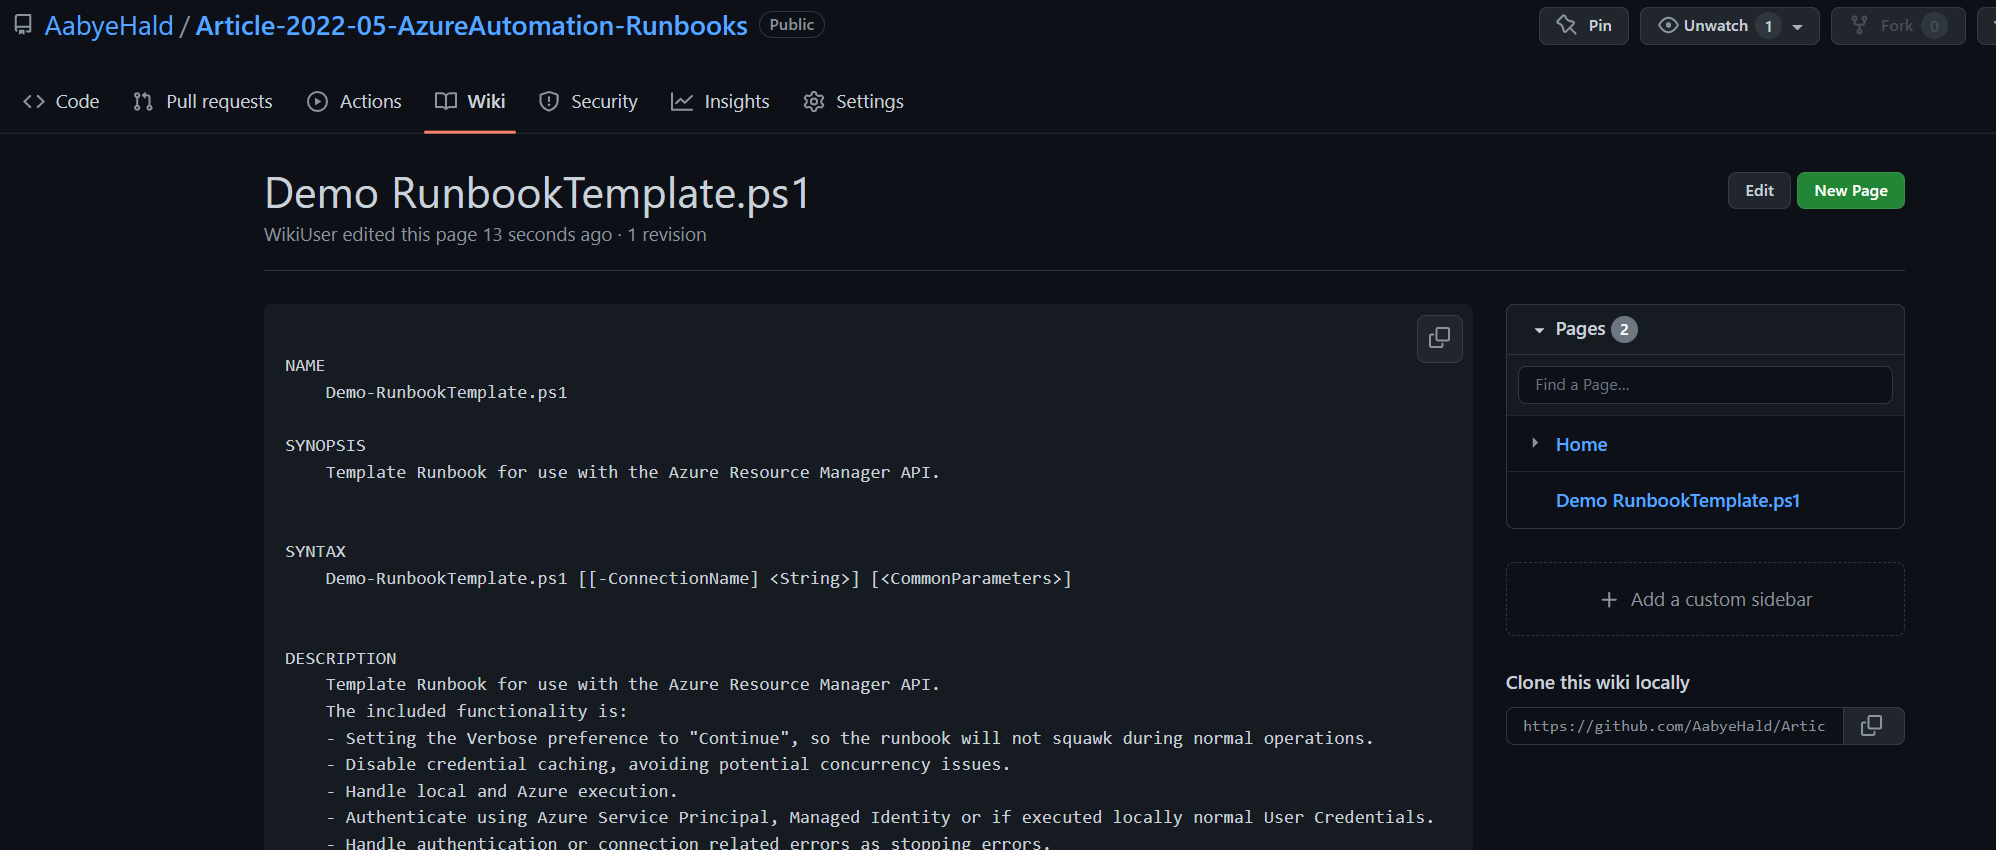 AabyeHald / Article-2022-05-AzureAutomation-Runbooks Public Pin Unwatch 1 Fork 0
Code Pull requests Actions Wiki Security Insights Settings
Demo RunbookTemplate.ps1
Edit New Page
WikiUser edited this page 13 seconds ago · 1 revision
NAME
Demo-RunbookTemplate.ps1
SYNOPSIS
Template Runbook for use with the Azure Resource Manager API.
SYNTAX
Demo-RunbookTemplate.ps1 [[-ConnectionName] <String>] [<CommonParameters>]
DESCRIPTION
Template Runbook for use with the Azure Resource Manager API.
The included functionality is:
- Setting the Verbose preference to "Continue", so the runbook will not squawk during normal operations.
- Disable credential caching, avoiding potential concurrency issues.
- Handle local and Azure execution.
- Authenticate using Azure Service Principal, Managed Identity or if executed locally normal User Credentials.
- Handle authentication or connection related errors as stopping errors.
Pages 2
Find a Page...
Home
Demo RunbookTemplate.ps1
+ Add a custom sidebar
Clone this wiki locally
https://github.com/AabyeHald/Artic